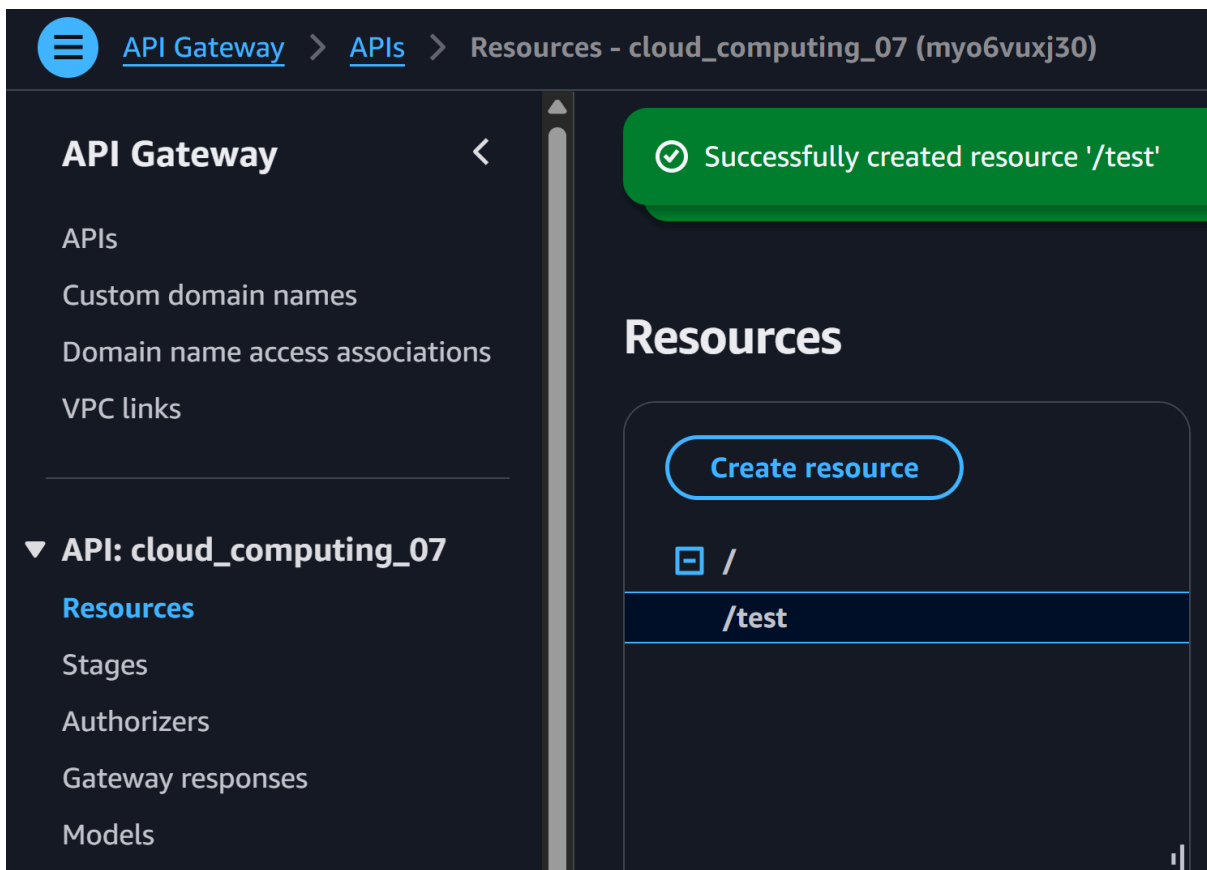 API Gateway > APIs > Resources - cloud_computing_07 (myo6vuxj30)
API Gateway
APIs
Custom domain names
Domain name access associations
VPC links
API: cloud_computing_07
Resources
Stages
Authorizers
Gateway responses
Models
Successfully created resource '/test'
Resources
Create resource
/
/test